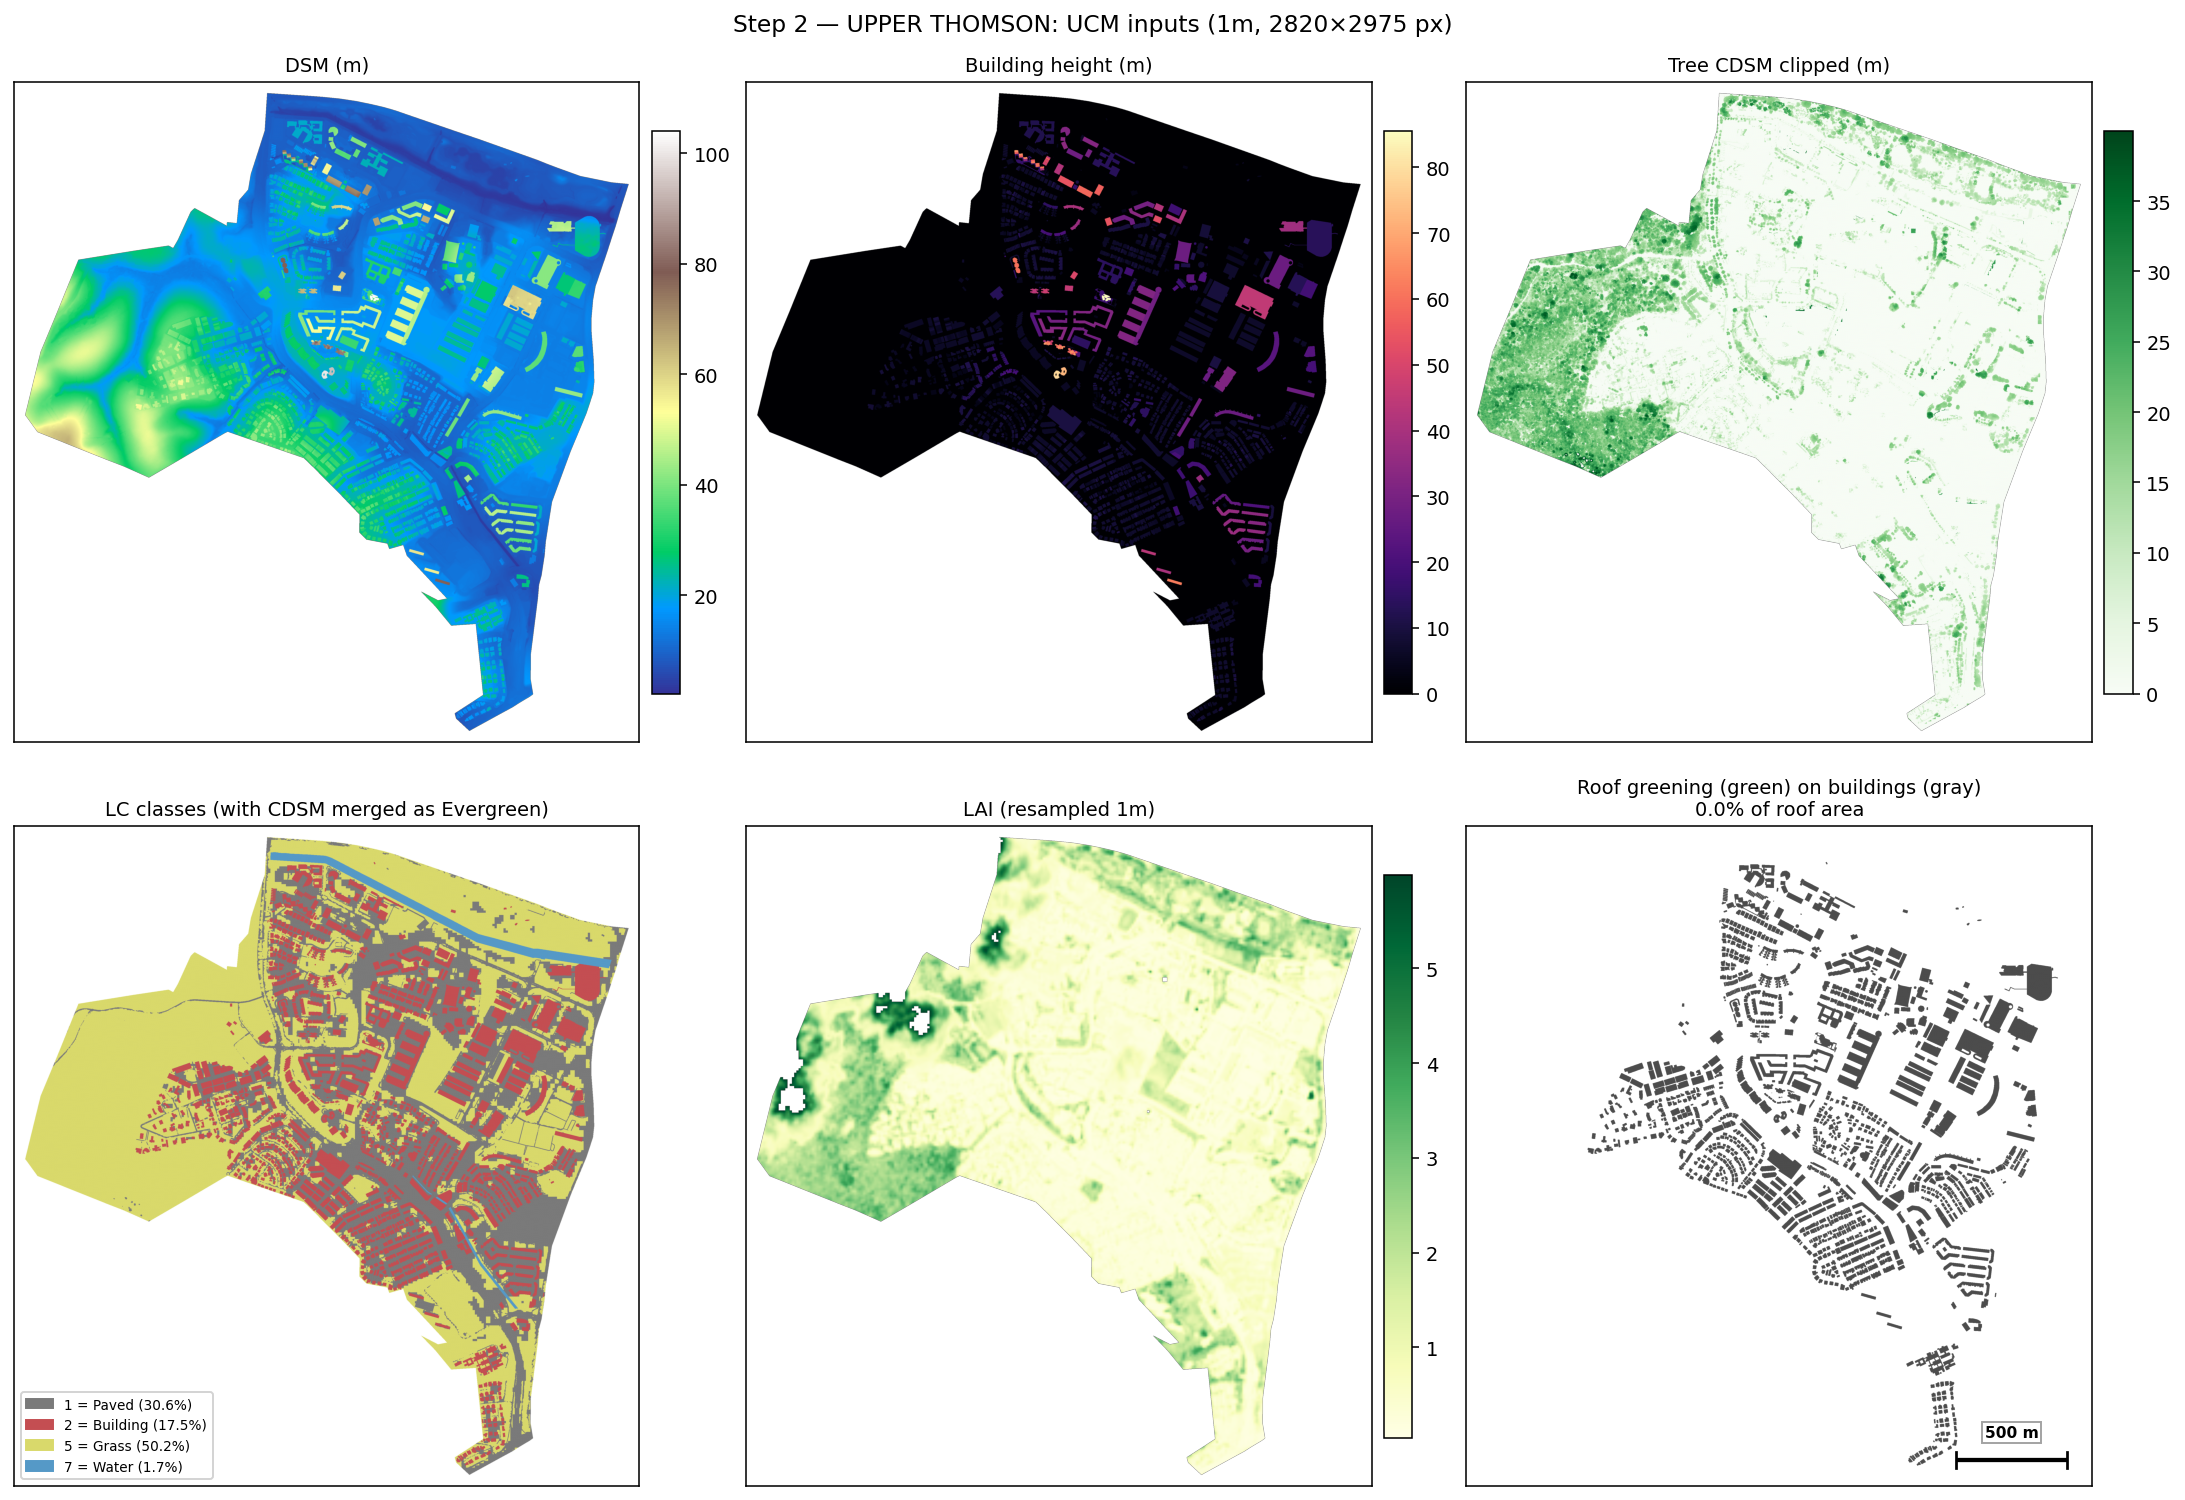 Step 2 — UPPER THOMSON: UCM inputs (1m, 2820×2975 px)
DSM (m)
100
80
60
40
20
Building height (m)
80
70
60
50
40
30
20
10
0
Tree CDSM clipped (m)
35
30
25
20
15
10
5
0
LC classes (with CDSM merged as Evergreen)
1 = Paved (30.6%)
2 = Building (17.5%)
5 = Grass (50.2%)
7 = Water (1.7%)
LAI (resampled 1m)
5
4
3
2
1
Roof greening (green) on buildings (gray)
0.0% of roof area
500 m